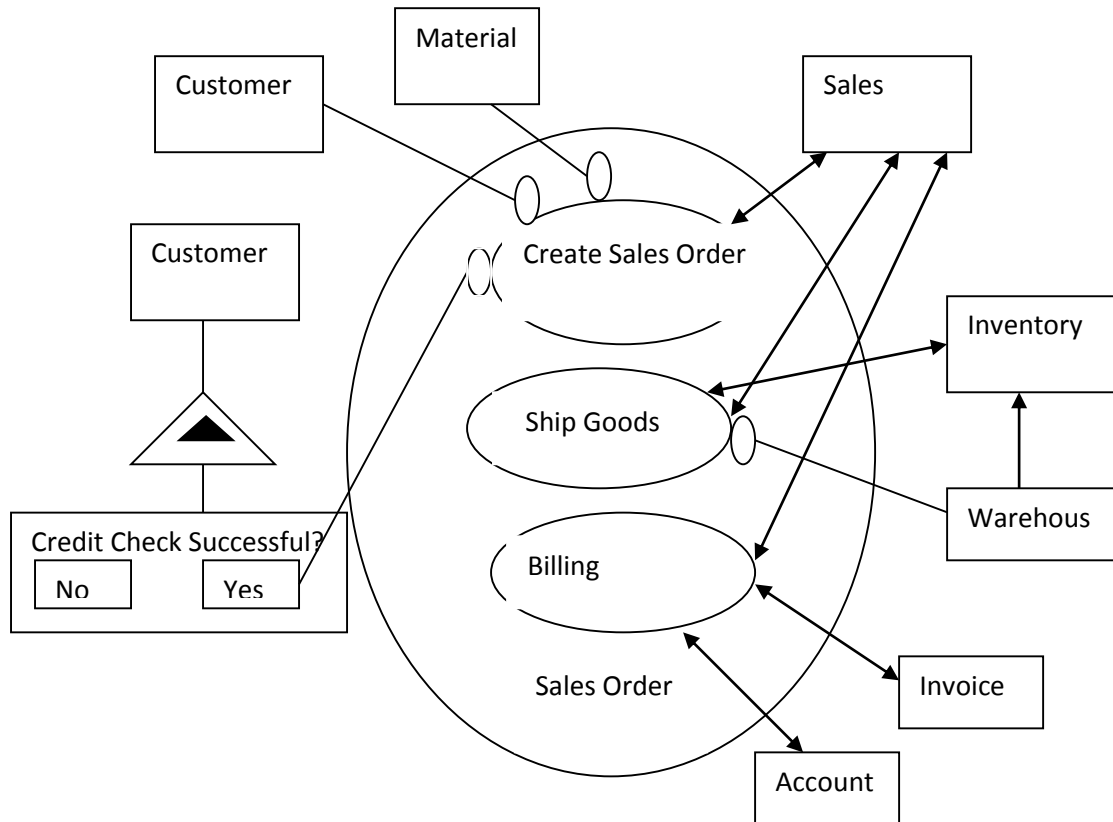 Material
Customer
Sales
Customer
Create Sales Order
Inventory
Ship Goods
Warehous
Credit Check Successful?
No
Yes
Billing
Sales Order
Invoice
Account